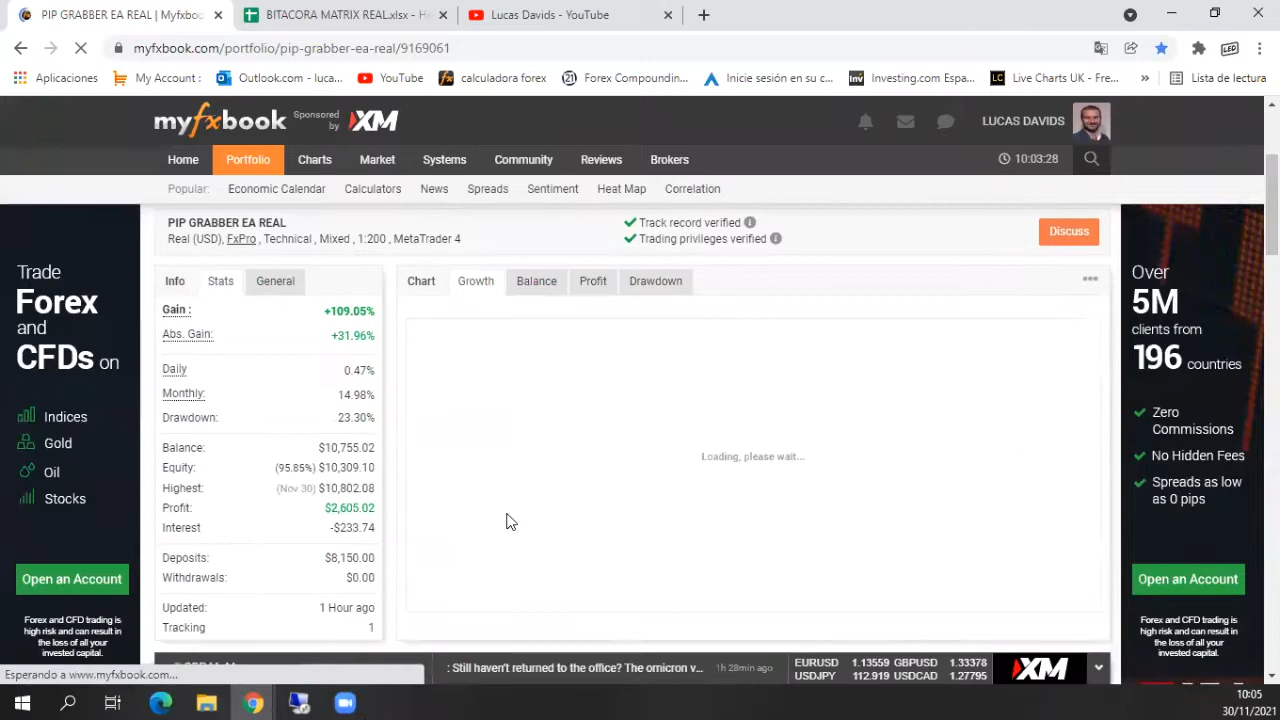 PIP GRABBER EA REAL | Myfxboo
BITACORA MATRIX REAL.xlsx - H
Lucas Davids - YouTube
myfxbook.com/portfolio/pip-grabber-ea-real/9169061
Aplicaciones
My Account :
Outlook.com - luca...
YouTube
calculadora forex
Forex Compoundin...
Inicie sesión en su c...
Investing.com Espa...
Live Charts UK - Fre...
»
Lista de lectura
myfxbook
Sponsored by
XM
LUCAS DAVIDS
Home
Portfolio
Charts
Market
Systems
Community
Reviews
Brokers
10:03:28
Popular:
Economic Calendar
Calculators
News
Spreads
Sentiment
Heat Map
Correlation
PIP GRABBER EA REAL
Real (USD), FxPro , Technical , Mixed , 1:200 , MetaTrader 4
Track record verified
Trading privileges verified
Discuss
Trade
Forex
and
CFDs on
Indices
Gold
Oil
Stocks
Open an Account
Forex and CFD trading is
high risk and can result in
the loss of all your
invested capital.
Info
Stats
General
Gain : +109.05%
Abs. Gain: +31.96%
Daily 0.47%
Monthly: 14.98%
Drawdown: 23.30%
Balance: $10,755.02
Equity: (95.85%) $10,309.10
Highest: (Nov 30) $10,802.08
Profit: $2,605.02
Interest -$233.74
Deposits: $8,150.00
Withdrawals: $0.00
Updated: 1 Hour ago
Tracking 1
Chart
Growth
Balance
Profit
Drawdown
Loading, please wait...
Over
5M
clients from
196 countries
Zero
Commissions
No Hidden Fees
Spreads as low
as 0 pips
Open an Account
Forex and CFD trading is
high risk and can result in
the loss of all your
invested capital.
: Still haven't returned to the office? The omicron v...
1h 28min ago
EURUSD 1.13559 GBPUSD 1.33378
USDJPY 112.919 USDCAD 1.27795
XM
Esperando a www.myfxbook.com...
10:05
30/11/2021